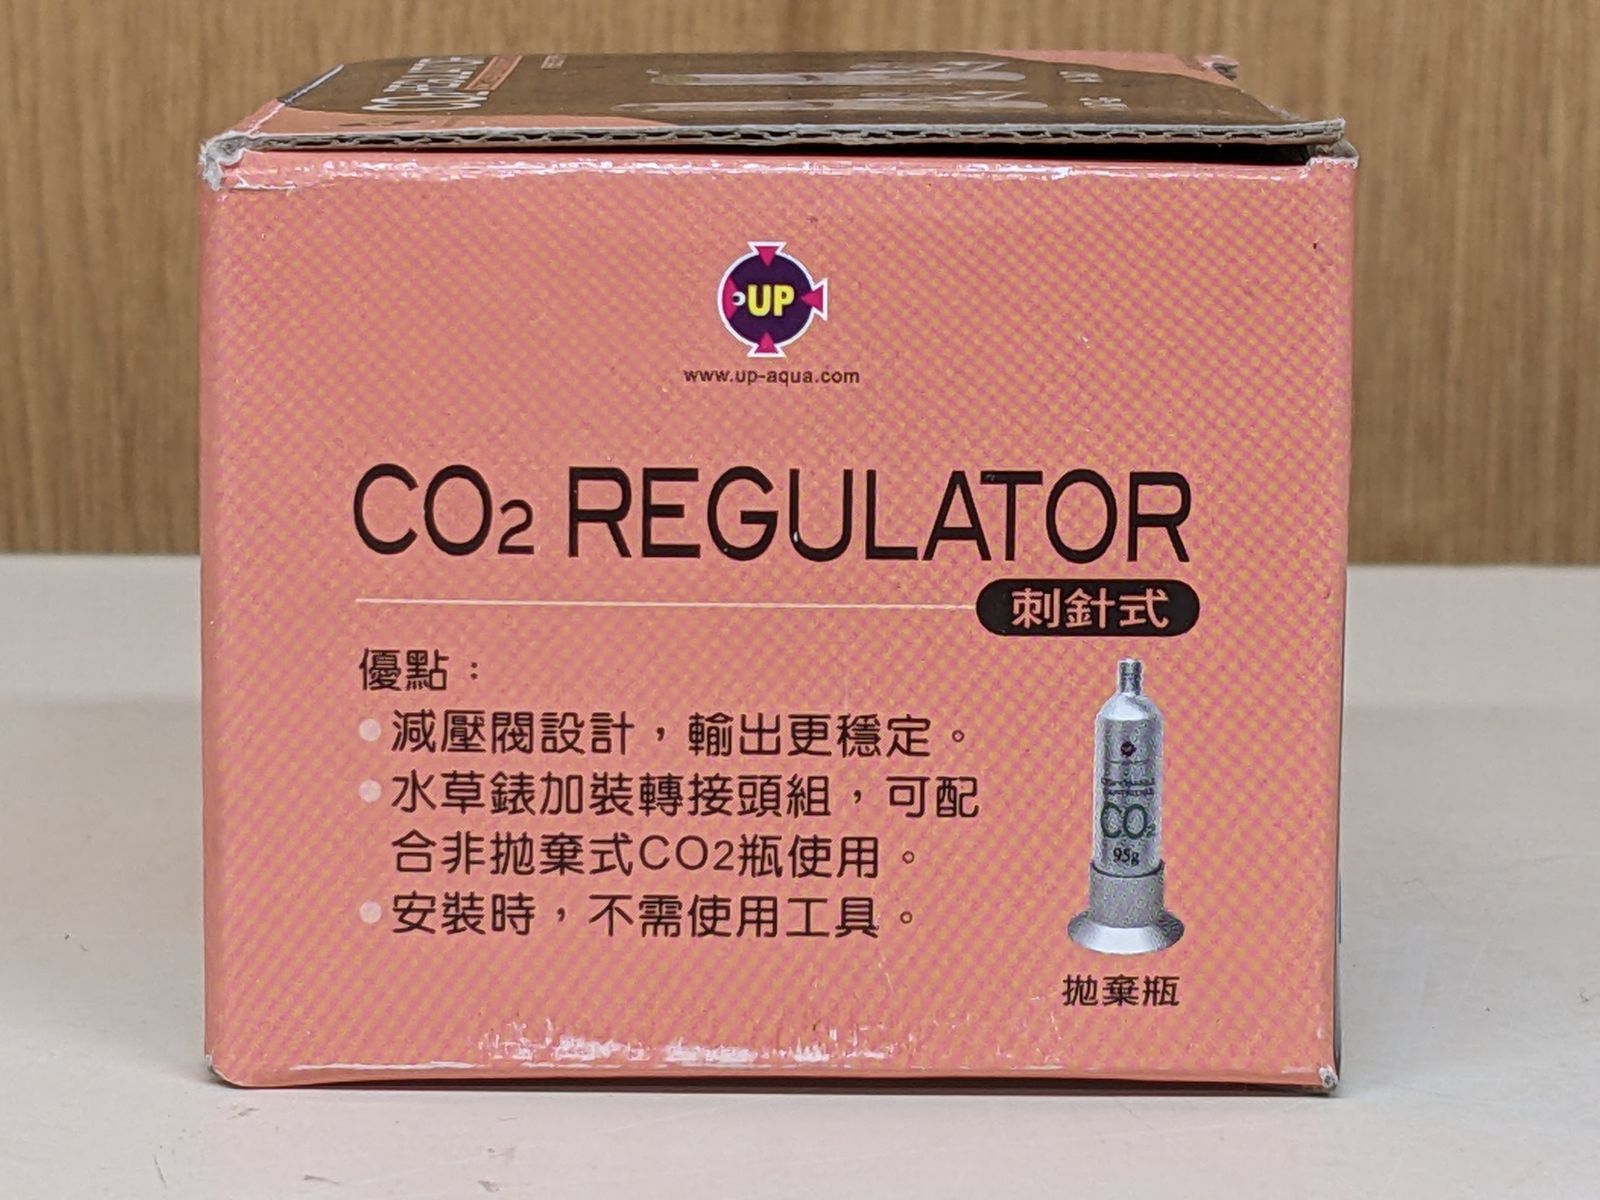 UP
www.up-aqua.com
CO2 REGULATOR
刺針式
優點：
減壓閥設計，輸出更穩定。
水草錶加裝轉接頭組，可配
合非拋棄式CO2瓶使用。
安裝時，不需使用工具。
CO2
95g
拋棄瓶